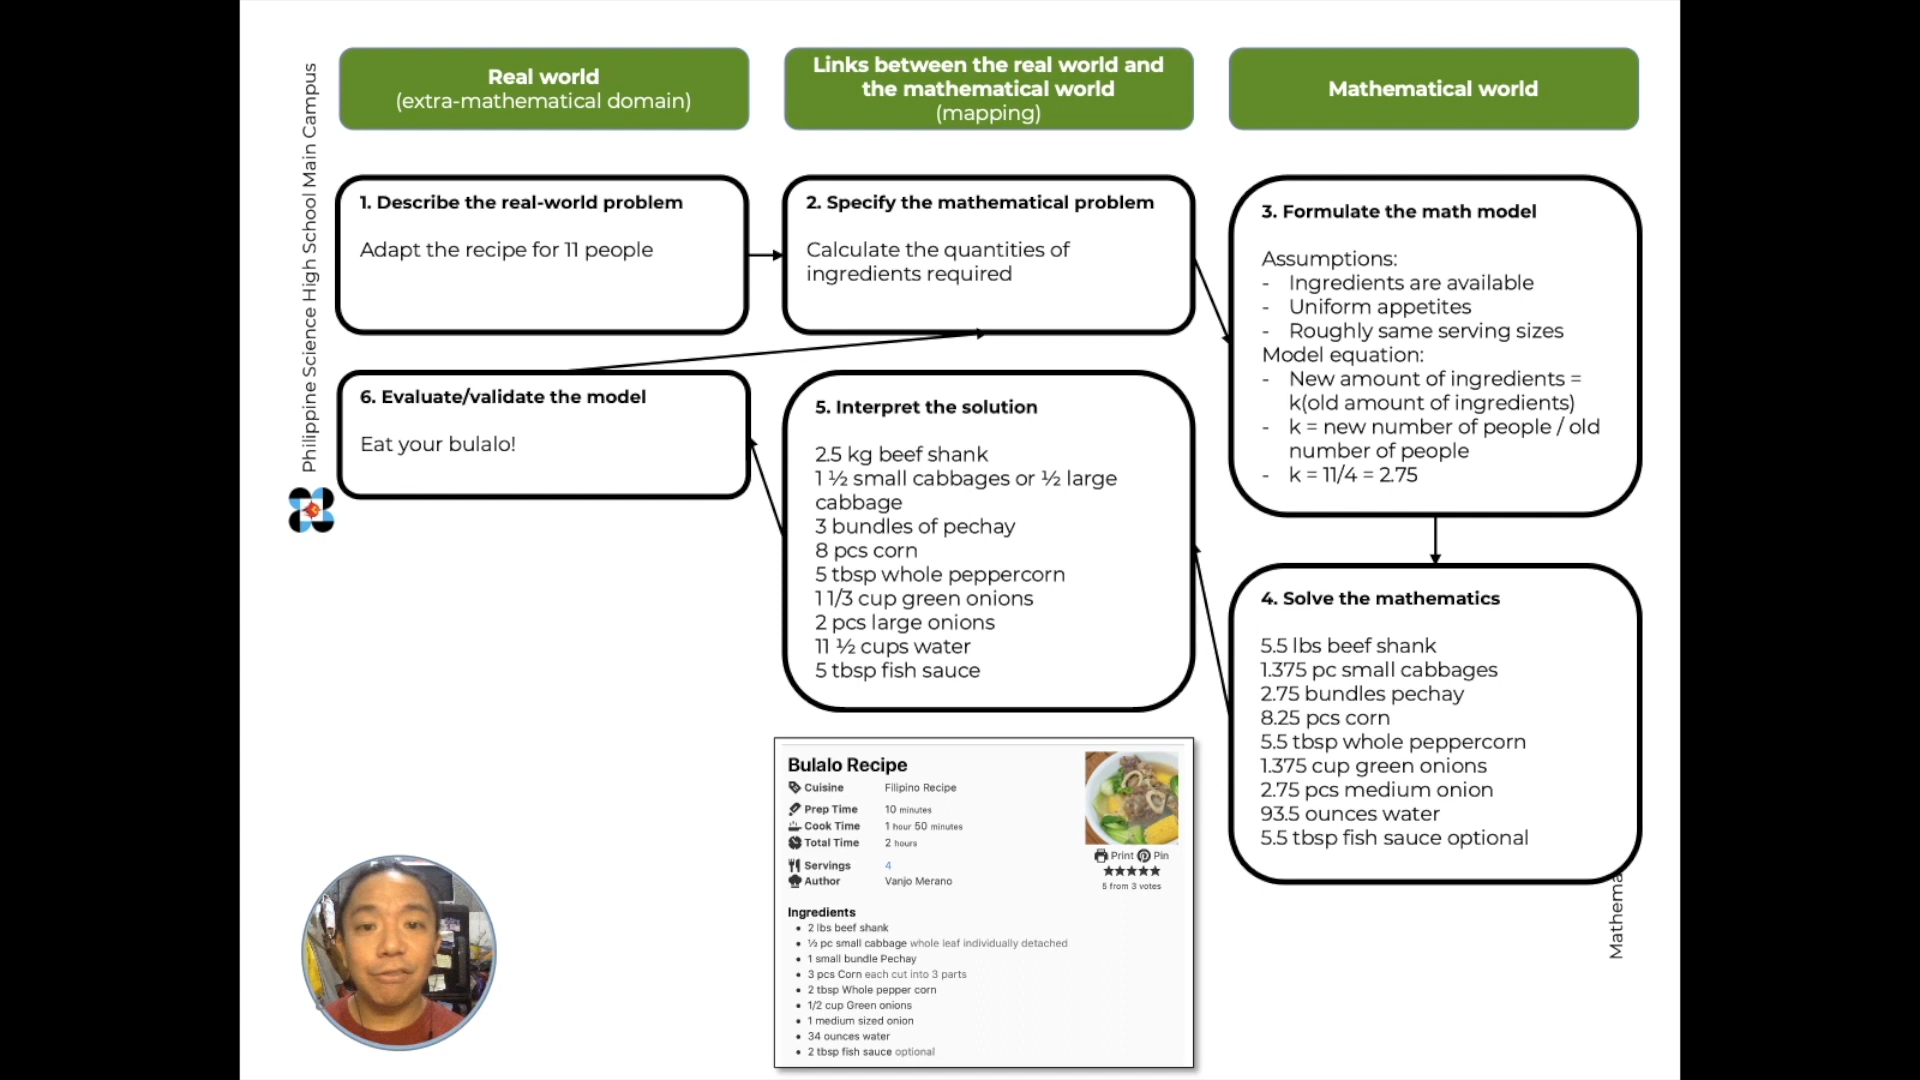 Real world
(extra-mathematical domain)
Links between the real world and
the mathematical world
(mapping)
Mathematical world
Philippine Science High School Main Campus
1. Describe the real-world problem
Adapt the recipe for 11 people
2. Specify the mathematical problem
Calculate the quantities of
ingredients required
3. Formulate the math model
Assumptions:
- Ingredients are available
- Uniform appetites
- Roughly same serving sizes
Model equation:
- New amount of ingredients =
k(old amount of ingredients)
- k = new number of people / old
number of people
- k = 11/4 = 2.75
4. Solve the mathematics
5.5 lbs beef shank
1.375 pc small cabbages
2.75 bundles pechay
8.25 pcs corn
5.5 tbsp whole peppercorn
1.375 cup green onions
2.75 pcs medium onion
93.5 ounces water
5.5 tbsp fish sauce optional
5. Interpret the solution
2.5 kg beef shank
1 ½ small cabbages or ½ large
cabbage
3 bundles of pechay
8 pcs corn
5 tbsp whole peppercorn
1 1/3 cup green onions
2 pcs large onions
11 ½ cups water
5 tbsp fish sauce
6. Evaluate/validate the model
Eat your bulalo!
Bulalo Recipe
Cuisine Filipino Recipe
Prep Time 10 minutes
Cook Time 1 hour 50 minutes
Total Time 2 hours
Servings 4
Author Vanjo Merano
Print Pin
5 from 3 votes
Ingredients
• 2 lbs beef shank
• ½ pc small cabbage whole leaf individually detached
• 1 small bundle Pechay
• 3 pcs Corn each cut into 3 parts
• 2 tbsp Whole pepper corn
• 1/2 cup Green onions
• 1 medium sized onion
• 34 ounces water
• 2 tbsp fish sauce optional